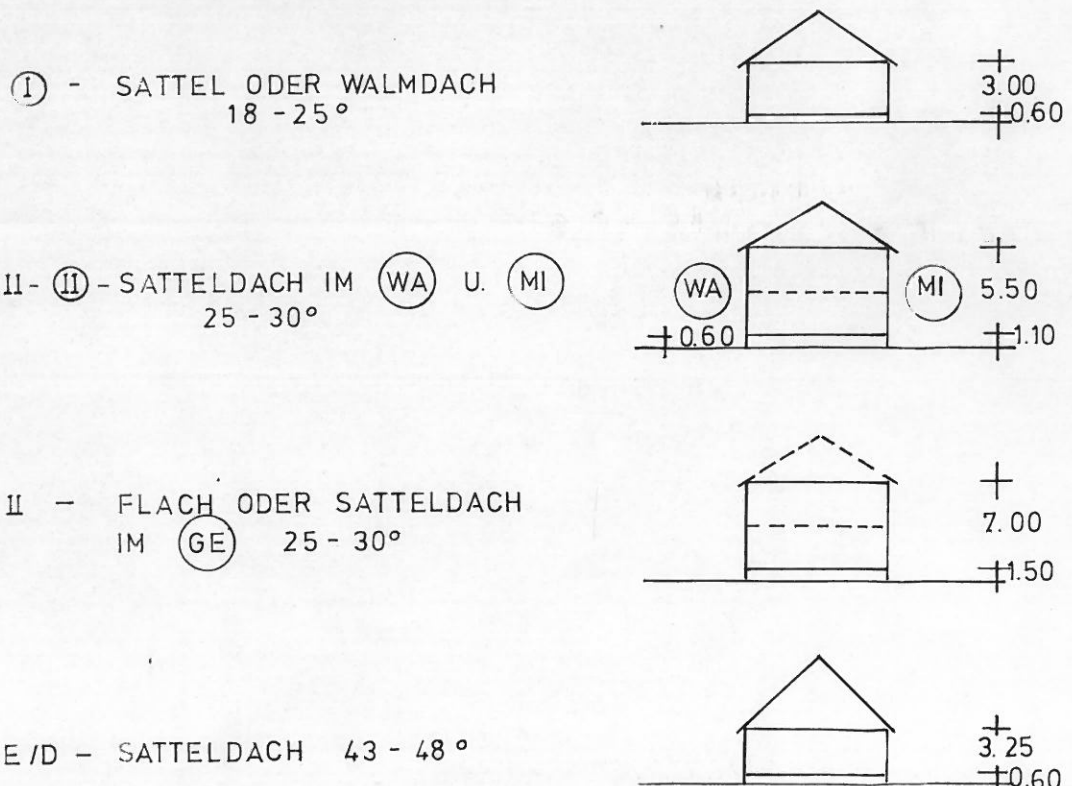 Ⓘ - SATTEL ODER WALMDACH
18 - 25°
3.00
0.60
II - Ⓘ︎Ⓘ - SATTELDACH IM WA U. MI
25 - 30°
WA
MI
5.50
0.60
1.10
II - FLACH ODER SATTELDACH
IM GE 25 - 30°
7.00
1.50
E/D - SATTELDACH 43 - 48°
3.25
0.60